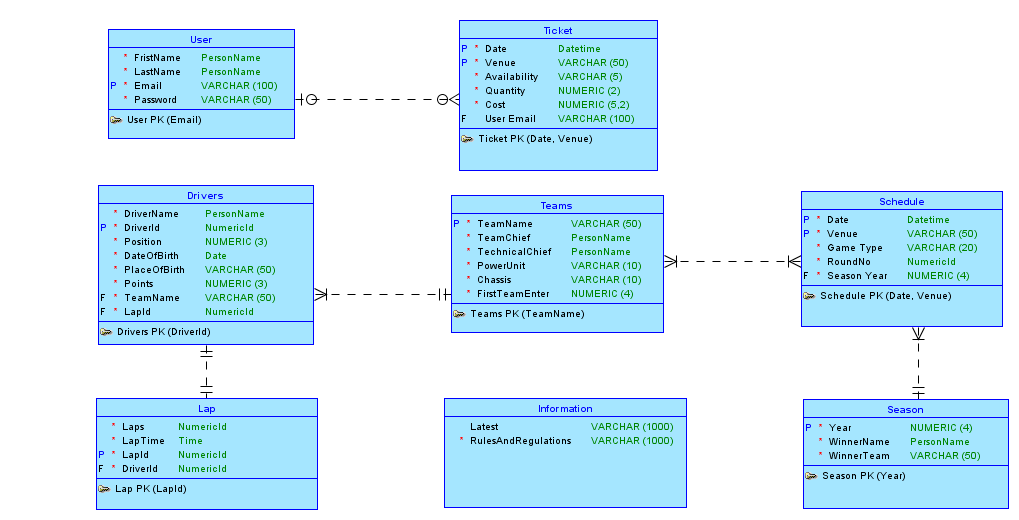 User
* FristName PersonName
* LastName PersonName
P * Email VARCHAR (100)
* Password VARCHAR (50)
User PK (Email)
Ticket
P * Date Datetime
P * Venue VARCHAR (50)
* Availability VARCHAR (5)
* Quantity NUMERIC (2)
* Cost NUMERIC (5,2)
F User Email VARCHAR (100)
Ticket PK (Date, Venue)
Drivers
* DriverName PersonName
P * DriverId NumericId
* Position NUMERIC (3)
* DateOfBirth Date
* PlaceOfBirth VARCHAR (50)
* Points NUMERIC (3)
F * TeamName VARCHAR (50)
F * LapId NumericId
Drivers PK (DriverId)
Teams
P * TeamName VARCHAR (50)
* TeamChief PersonName
* TechnicalChief PersonName
* PowerUnit VARCHAR (10)
* Chassis VARCHAR (10)
* FirstTeamEnter NUMERIC (4)
Teams PK (TeamName)
Schedule
P * Date Datetime
P * Venue VARCHAR (50)
* Game Type VARCHAR (20)
* RoundNo NumericId
F * Season Year NUMERIC (4)
Schedule PK (Date, Venue)
Lap
* Laps NumericId
* LapTime Time
P * LapId NumericId
F * DriverId NumericId
Lap PK (LapId)
Information
Latest VARCHAR (1000)
* RulesAndRegulations VARCHAR (1000)
Season
P * Year NUMERIC (4)
* WinnerName PersonName
* WinnerTeam VARCHAR (50)
Season PK (Year)